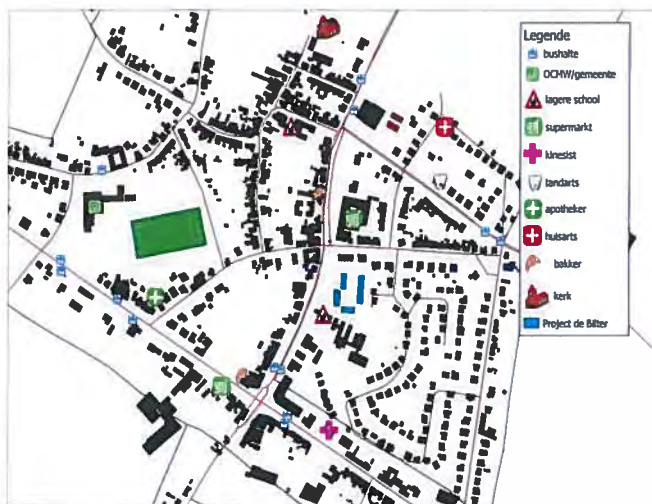 Legende
bushalte
OCMW/gemeente
lagere school
supermarkt
kinesist
tandarts
apotheker
huisarts
bakker
kerk
Project de Bilter